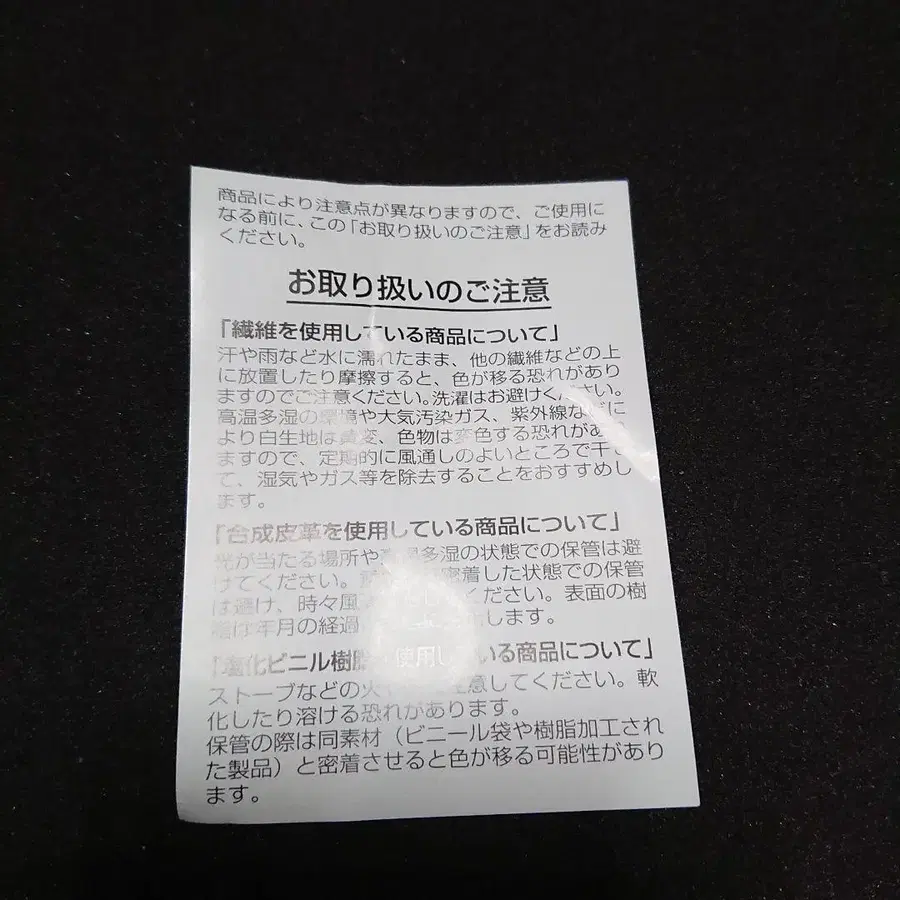 商品により注意点が異なりますので、ご使用に
なる前に、この「お取り扱いのご注意」をお読み
ください。
お取り扱いのご注意
「繊維を使用している商品について」
汗や雨など水に濡れたまま、他の繊維などの上
に放置したり摩擦すると、色が移る恐れがあり
ますのでご注意ください。洗濯はお避けください。
高温多湿の環境や大気汚染ガス、紫外線などに
より白生地は黄変、色物は変色する恐れがあり
ますので、定期的に風通しのよいところで干し
て、湿気やガス等を除去することをおすすめし
ます。
「合成皮革を使用している商品について」
光が当たる場所や高温多湿の状態での保管は避
けてください。密着した状態での保管
は避け、時々風ください。表面の樹
脂は年月の経過します。
「塩化ビニル樹脂を使用している商品について」
ストーブなどの火注意してください。軟
化したり溶ける恐れがあります。
保管の際は同素材（ビニール袋や樹脂加工され
た製品）と密着させると色が移る可能性があり
ます。